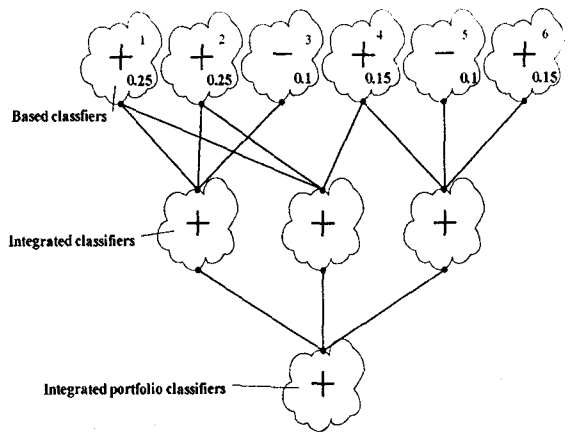 1 2 3 4 5 6
+ + − + − +
0.25 0.25 0.1 0.15 0.1 0.15
Based classfiers
+ + +
Integrated classifiers
+
Integrated portfolio classifiers